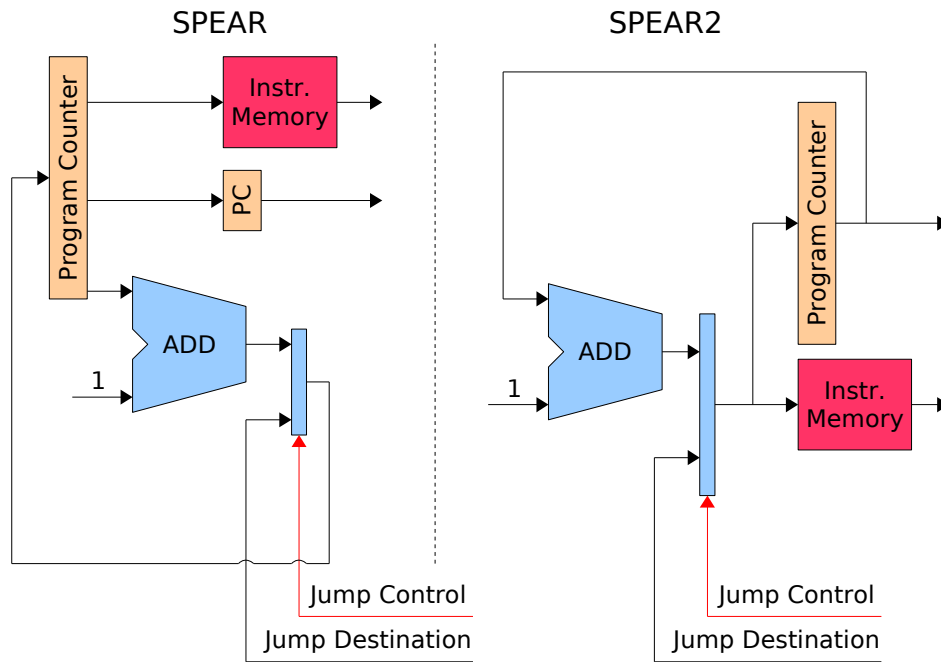 SPEAR
Program Counter
Instr.
Memory
PC
ADD
1
Jump Control
Jump Destination
SPEAR2
Program Counter
ADD
1
Instr.
Memory
Jump Control
Jump Destination